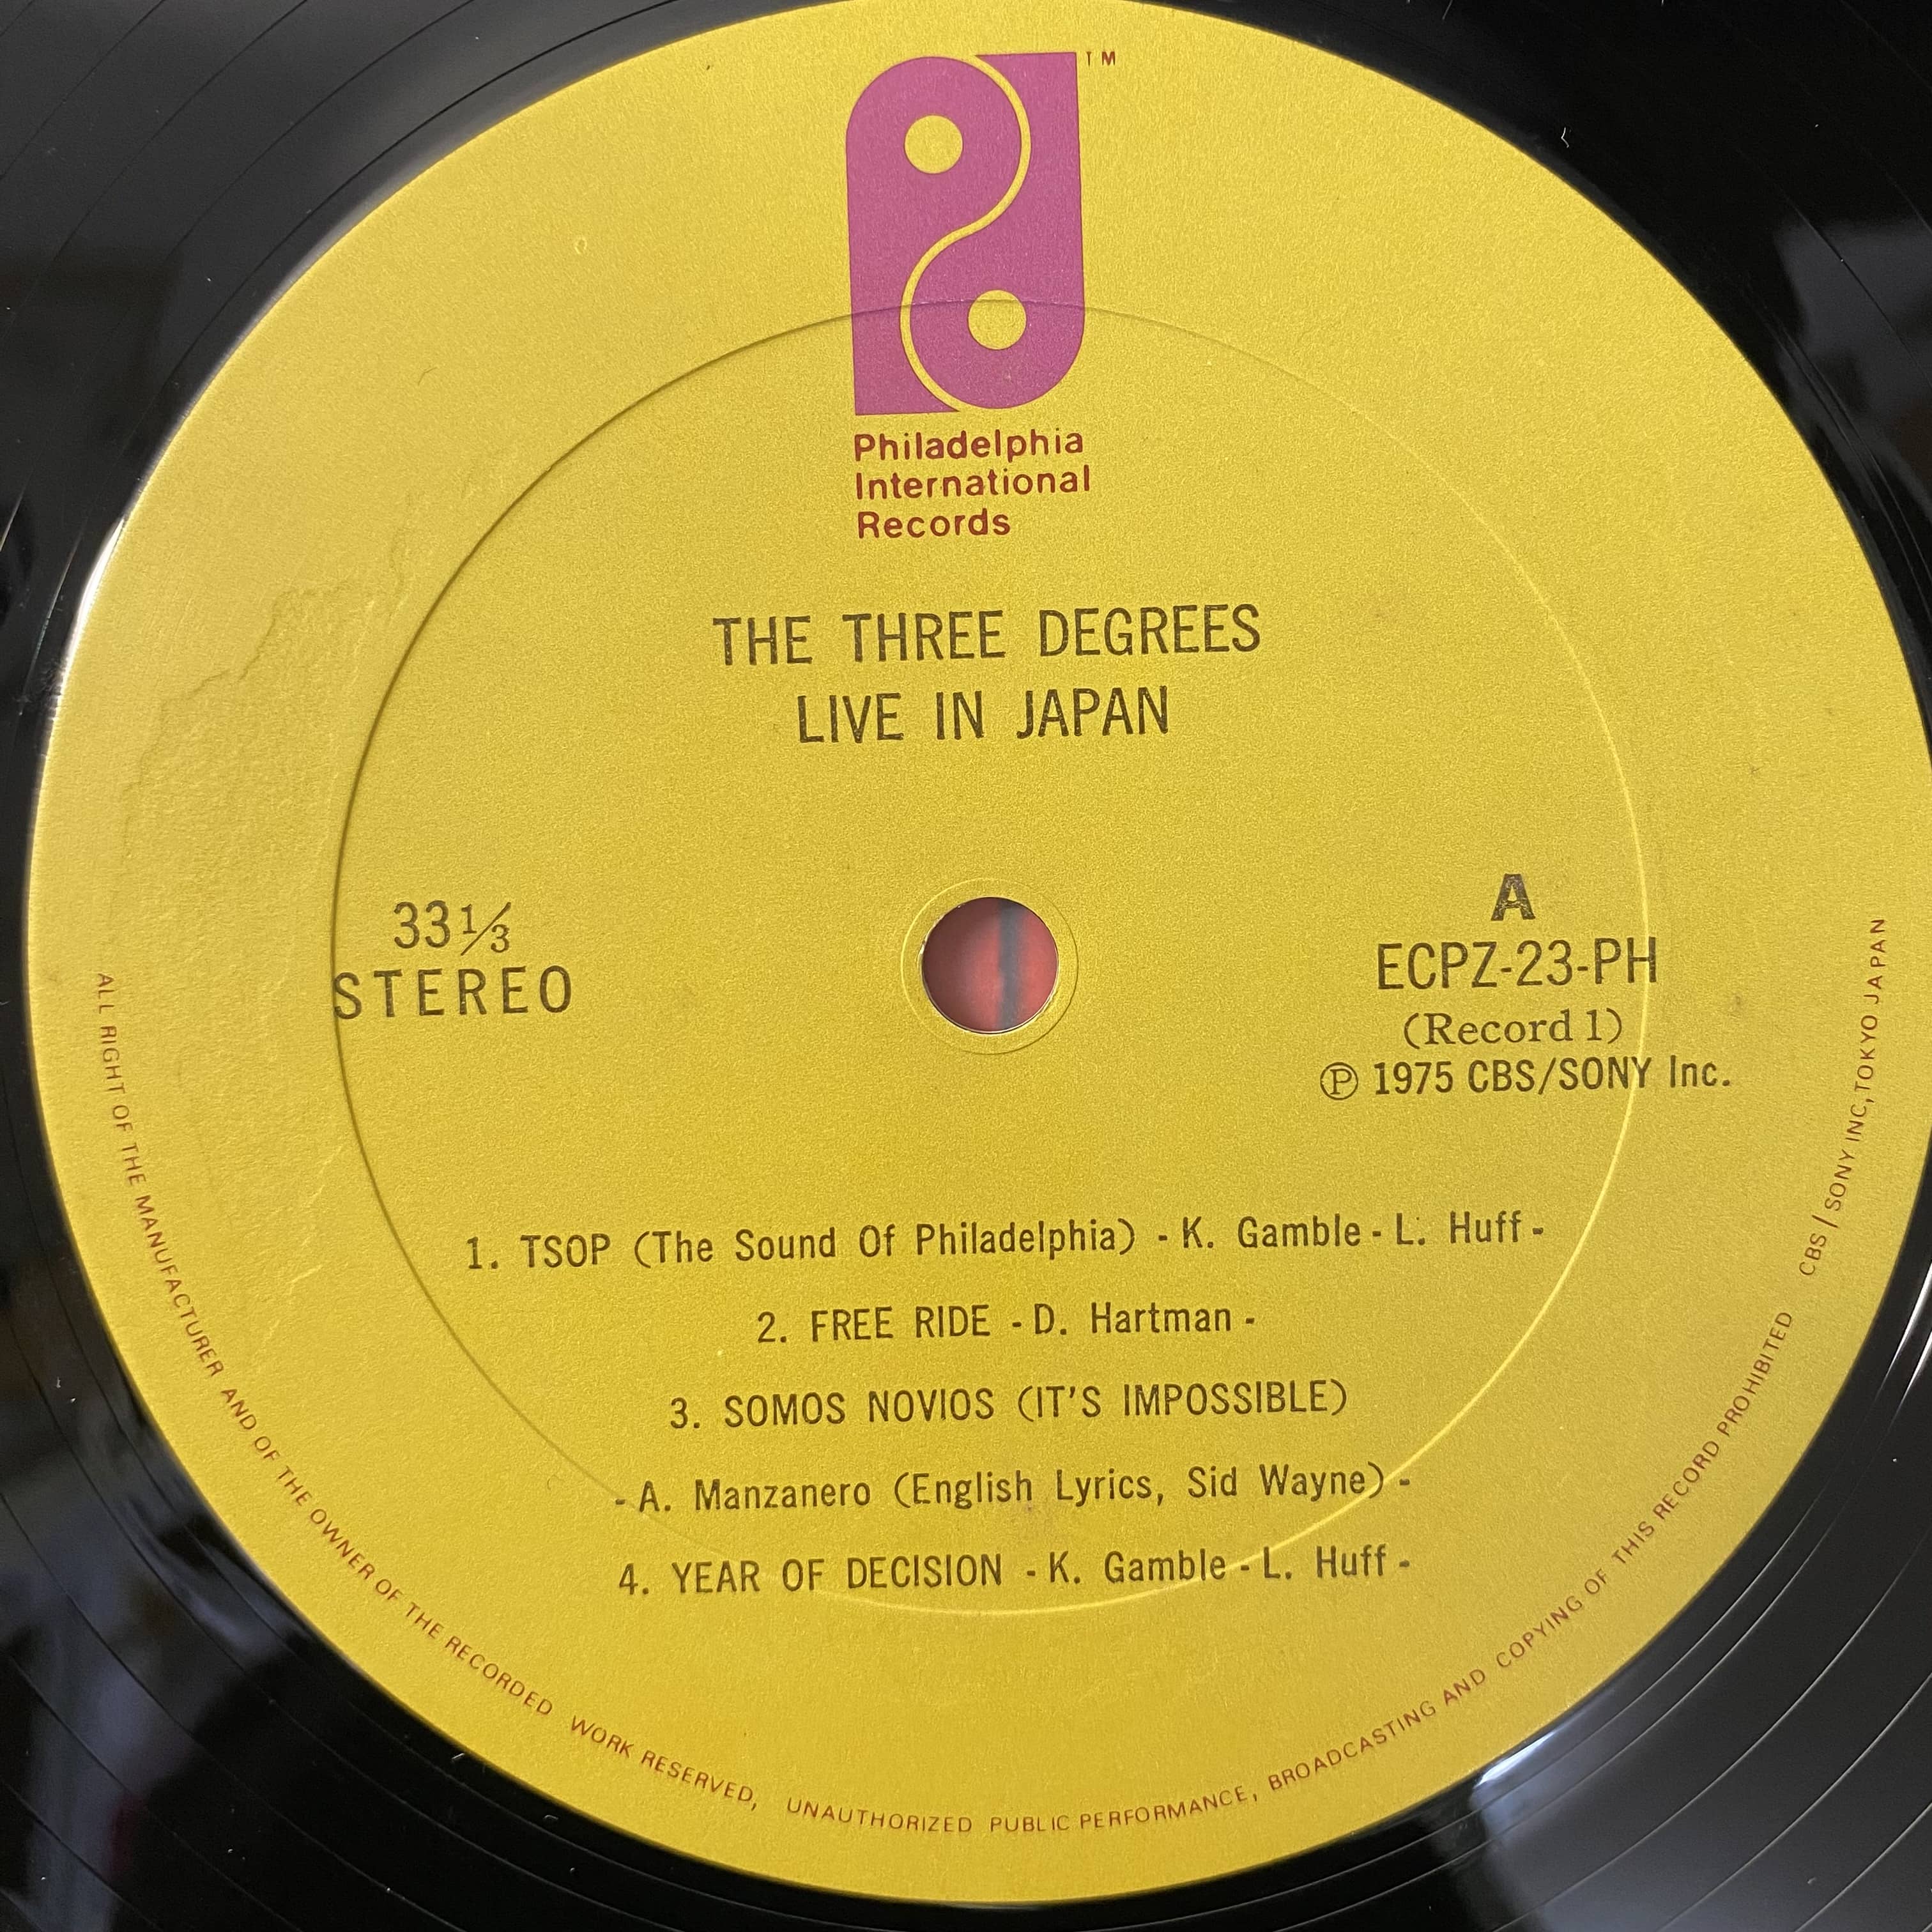 TM
Philadelphia
International
Records
THE THREE DEGREES
LIVE IN JAPAN
33⅓
STEREO
A
ECPZ-23-PH
(Record 1)
℗ 1975 CBS/SONY Inc.
1. TSOP (The Sound Of Philadelphia) - K. Gamble - L. Huff -
2. FREE RIDE - D. Hartman -
3. SOMOS NOVIOS (IT'S IMPOSSIBLE)
- A. Manzanero (English Lyrics, Sid Wayne) -
4. YEAR OF DECISION - K. Gamble - L. Huff -
ALL RIGHT OF THE MANUFACTURER AND OF THE OWNER OF THE RECORDED WORK RESERVED, UNAUTHORIZED PUBLIC PERFORMANCE, BROADCASTING AND COPYING OF THIS RECORD PROHIBITED CBS/SONY INC, TOKYO JAPAN